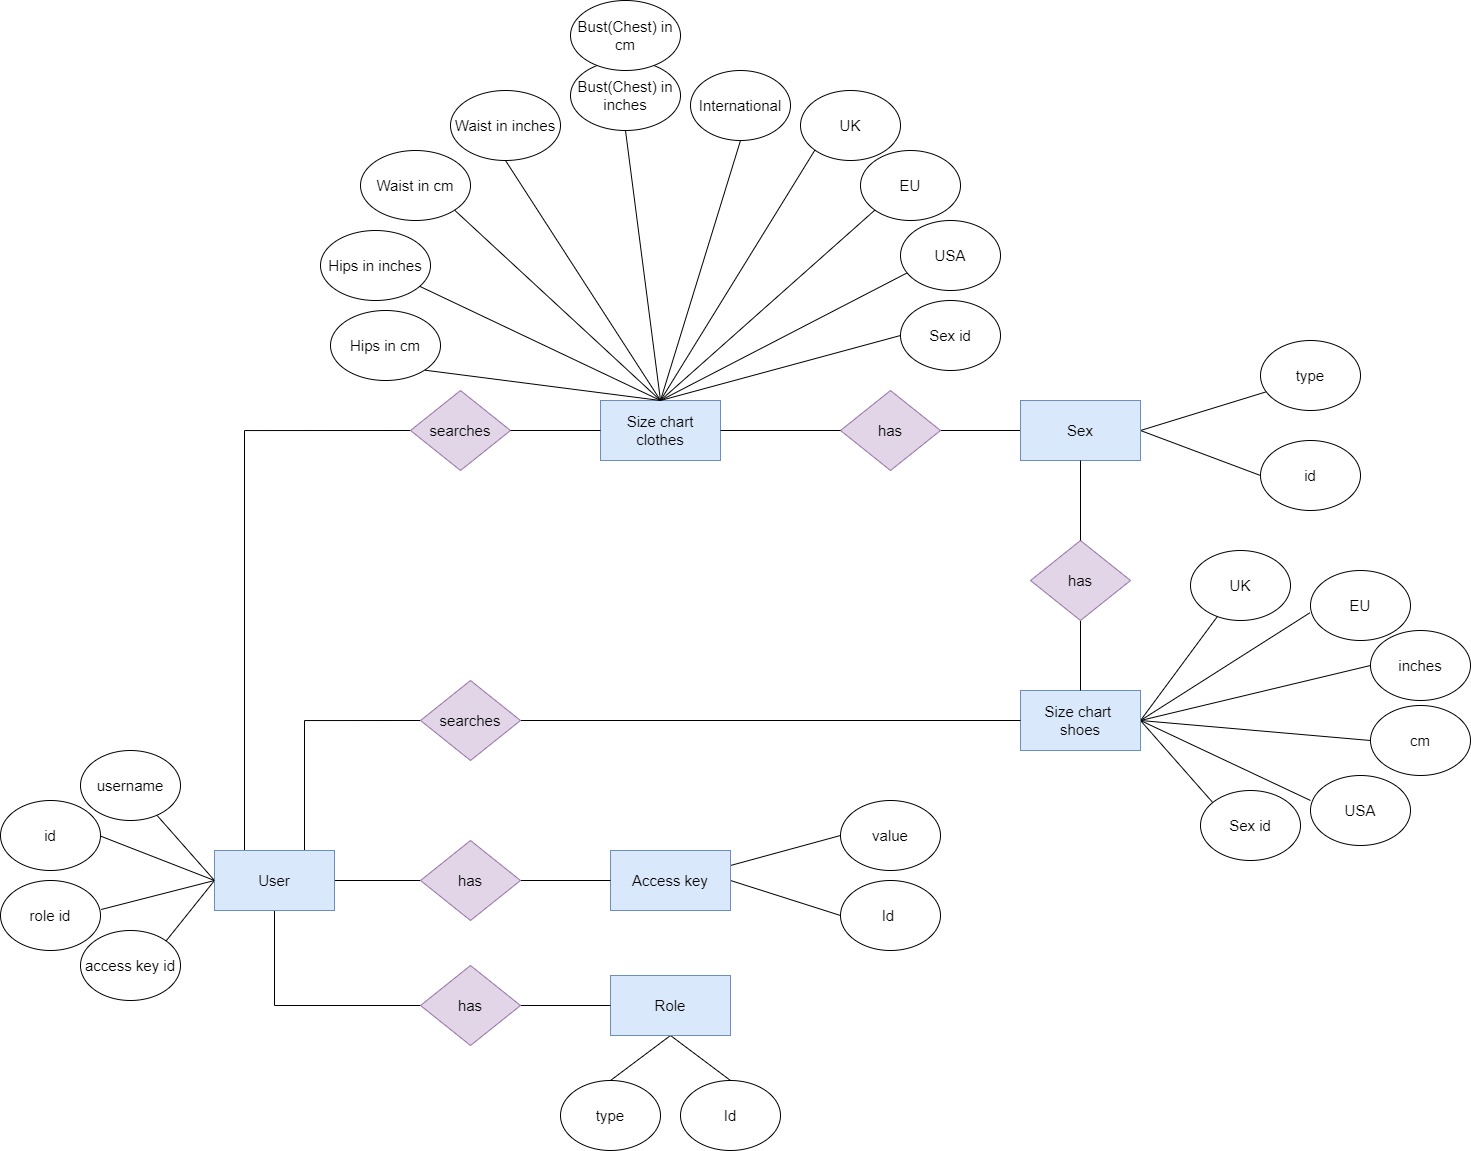 Bust(Chest) in
cm
Bust(Chest) in
inches
International
Waist in inches
UK
Waist in cm
EU
Hips in inches
USA
Hips in cm
Sex id
type
searches
Size chart
clothes
has
Sex
id
has
UK
EU
inches
searches
Size chart
shoes
cm
USA
Sex id
username
id
value
User
has
Access key
role id
Id
access key id
has
Role
type
Id